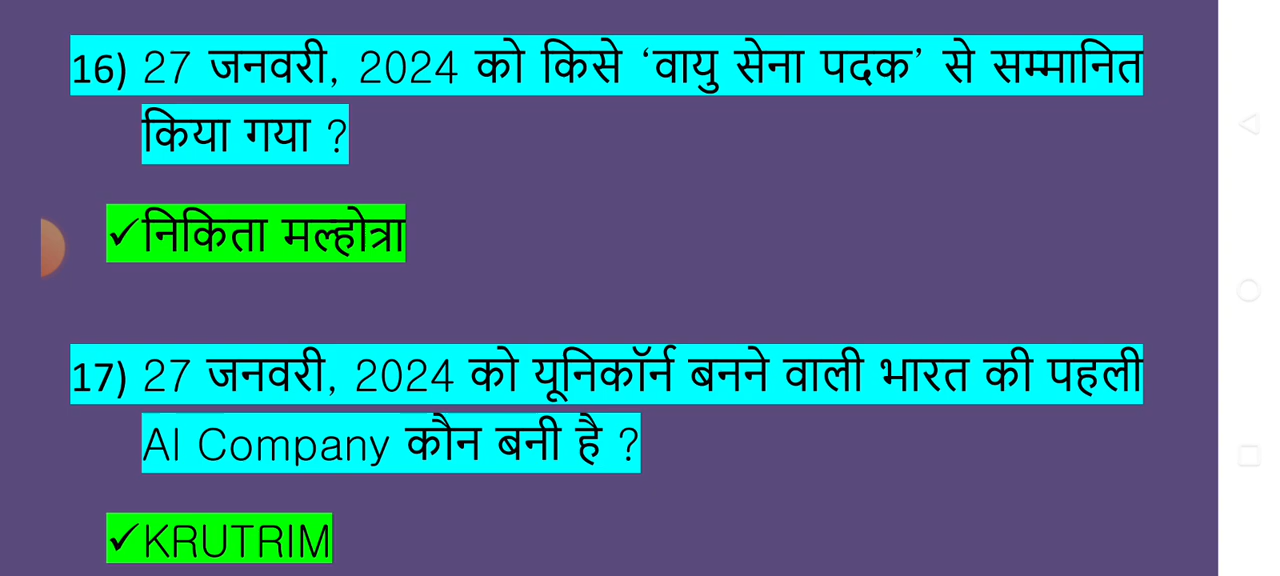 16) 27 जनवरी, 2024 को किसे ‘वायु सेना पदक’ से सम्मानित
किया गया ?
✓निकिता मल्होत्रा
17) 27 जनवरी, 2024 को यूनिकॉर्न बनने वाली भारत की पहली
AI Company कौन बनी है ?
✓KRUTRIM